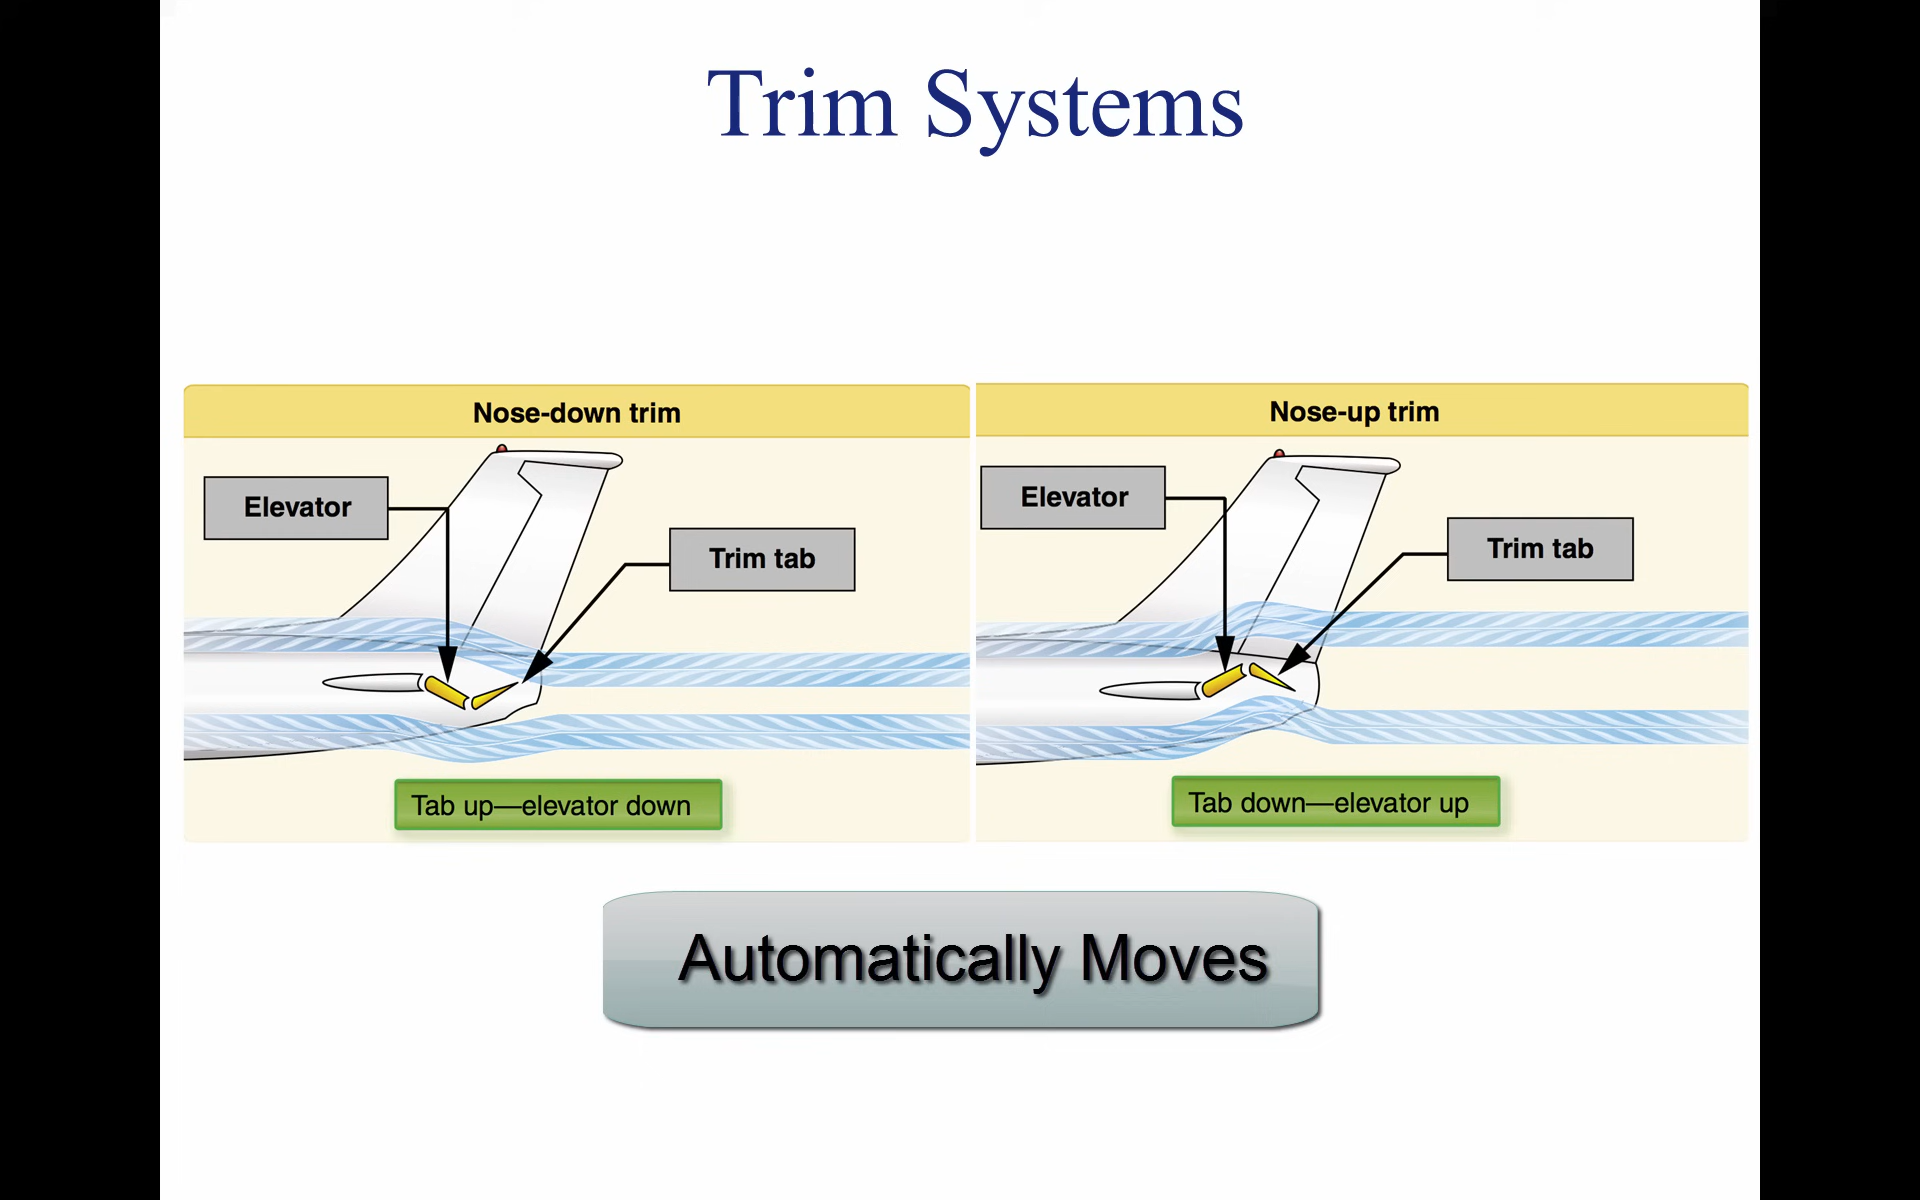 Trim Systems
Nose-down trim
Elevator
Trim tab
Tab up—elevator down
Nose-up trim
Elevator
Trim tab
Tab down—elevator up
Automatically Moves